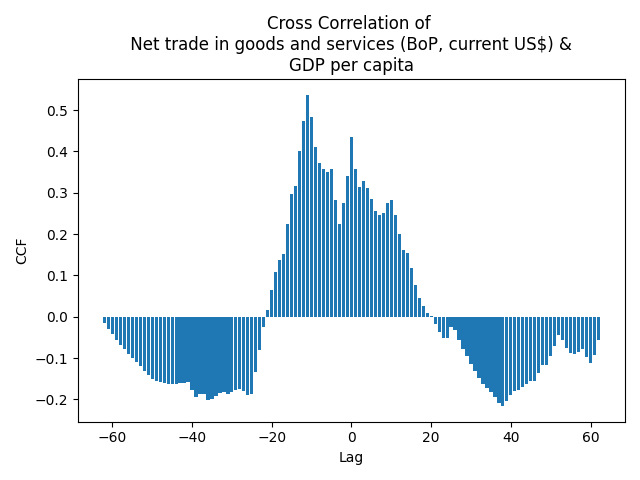 Cross Correlation of
Net trade in goods and services (BoP, current US$) &
GDP per capita
0.5
0.4
0.3
0.2
0.1
0.0
−0.1
−0.2
CCF
−60 −40 −20 0 20 40 60
Lag